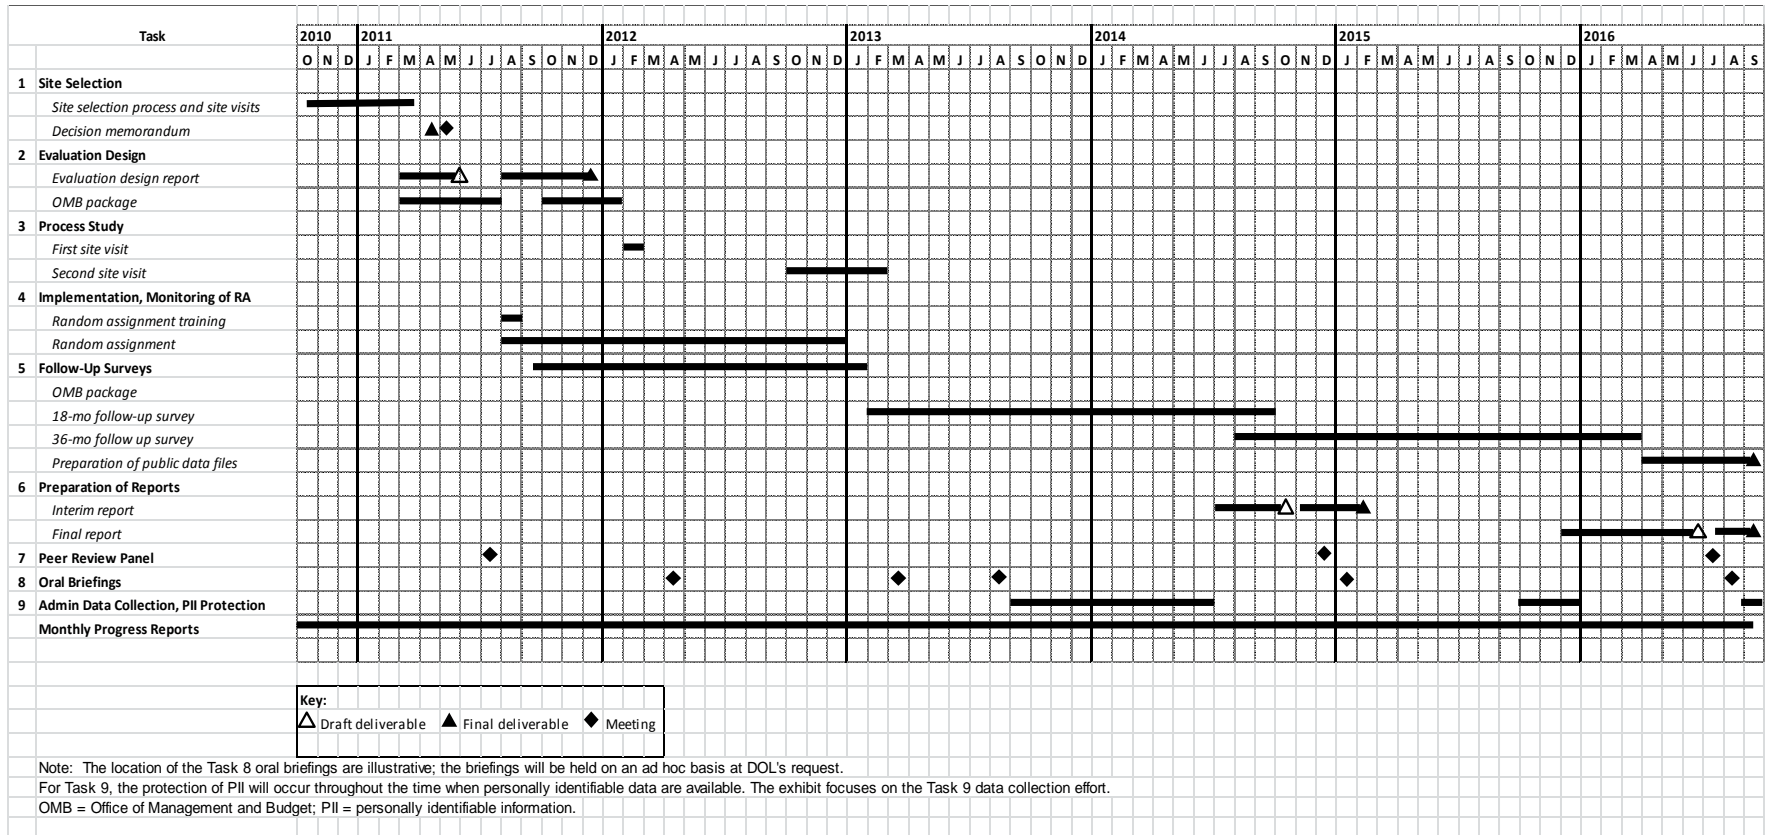 Task 2010 2011 2012 2013 2014 2015 2016
O N D J F M A M J J A S O N D J F M A M J J A S O N D J F M A M J J A S O N D J F M A M J J A S O N D J F M A M J J A S O N D J F M A M J J A S
1 Site Selection
Site selection process and site visits
Decision memorandum
2 Evaluation Design
Evaluation design report
OMB package
3 Process Study
First site visit
Second site visit
4 Implementation, Monitoring of RA
Random assignment training
Random assignment
5 Follow-Up Surveys
OMB package
18-mo follow-up survey
36-mo follow up survey
Preparation of public data files
6 Preparation of Reports
Interim report
Final report
7 Peer Review Panel
8 Oral Briefings
9 Admin Data Collection, PII Protection
Monthly Progress Reports
Key:
Draft deliverable Final deliverable Meeting
Note: The location of the Task 8 oral briefings are illustrative; the briefings will be held on an ad hoc basis at DOL's request.
For Task 9, the protection of PII will occur throughout the time when personally identifiable data are available. The exhibit focuses on the Task 9 data collection effort.
OMB = Office of Management and Budget; PII = personally identifiable information.